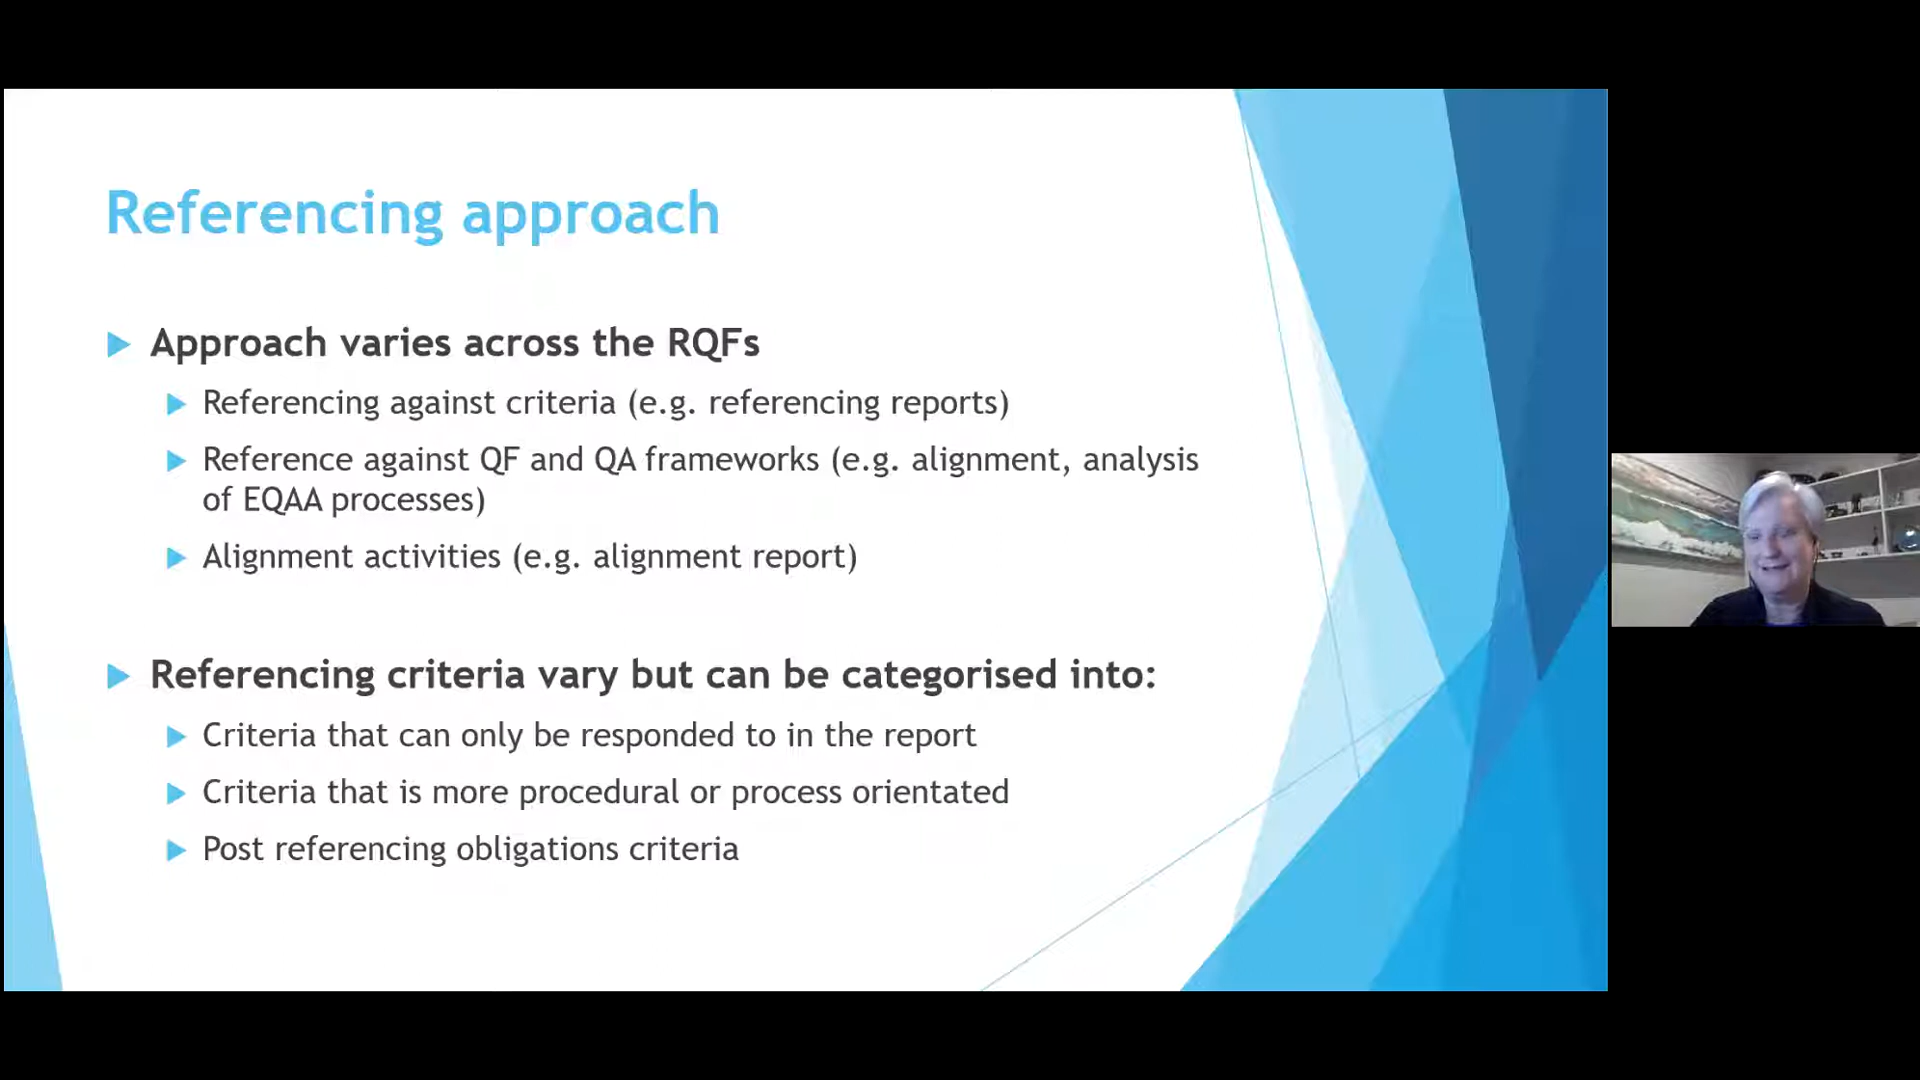 Referencing approach
Approach varies across the RQFs
Referencing against criteria (e.g. referencing reports)
Reference against QF and QA frameworks (e.g. alignment, analysis
of EQAA processes)
Alignment activities (e.g. alignment report)
Referencing criteria vary but can be categorised into:
Criteria that can only be responded to in the report
Criteria that is more procedural or process orientated
Post referencing obligations criteria